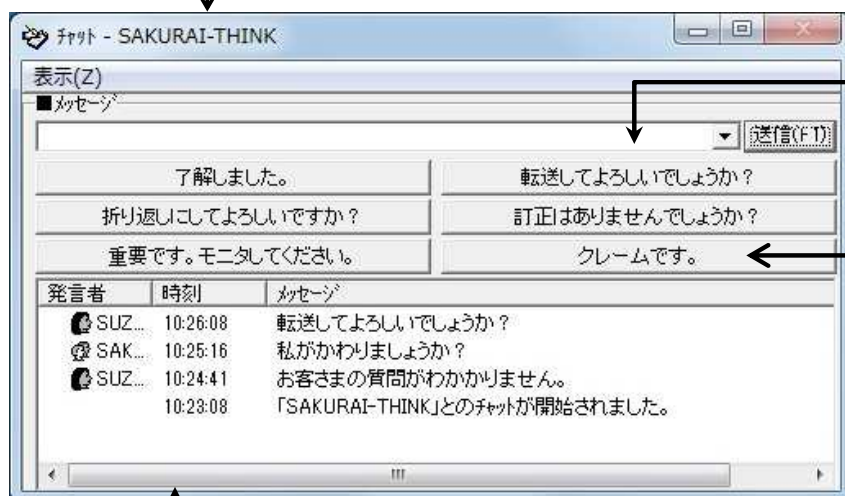 チャット - SAKURAI-THINK
表示(Z)
■メッセージ
送信(F1)
了解しました。 転送してよろしいでしょうか？
折り返しにしてよろしいですか？ 訂正はありませんでしょうか？
重要です。モニタしてください。 クレームです。
発言者 時刻 メッセージ
SUZ... 10:26:08 転送してよろしいでしょうか？
SAK... 10:25:16 私がかわりましょうか？
SUZ... 10:24:41 お客さまの質問がわかかりません。
10:23:08 「SAKURAI-THINK」とのチャットが開始されました。